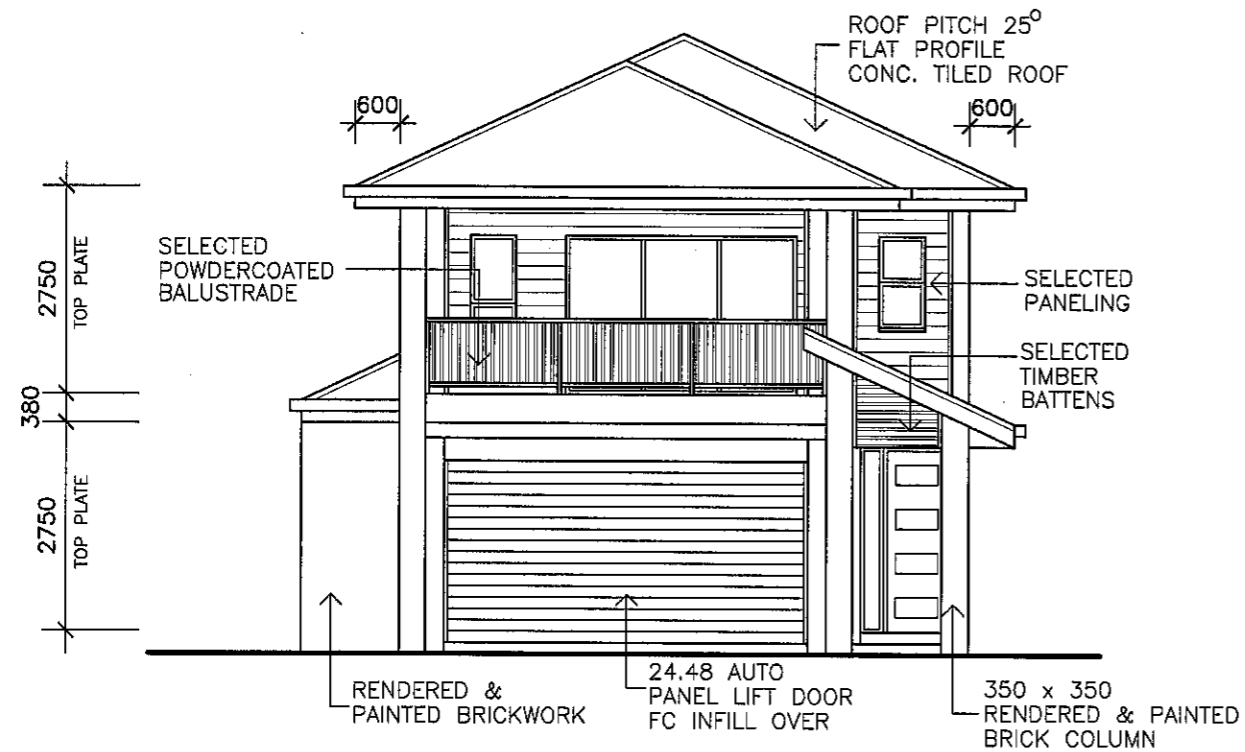 ROOF PITCH 25°
FLAT PROFILE
CONC. TILED ROOF
600
600
2750
TOP PLATE
SELECTED
POWDERCOATED
BALUSTRADE
SELECTED
PANELING
SELECTED
TIMBER
BATTENS
380
2750
TOP PLATE
RENDERED &
PAINTED BRICKWORK
24.48 AUTO
PANEL LIFT DOOR
FC INFILL OVER
350 x 350
RENDERED & PAINTED
BRICK COLUMN